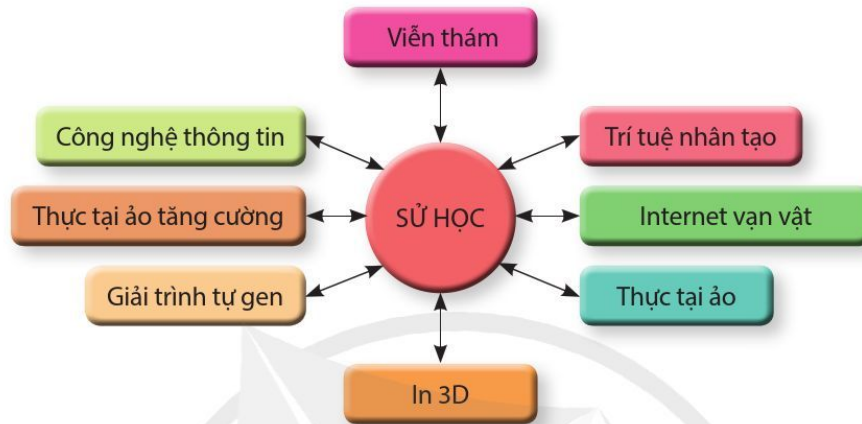 Viễn thám
Công nghệ thông tin
Trí tuệ nhân tạo
Thực tại ảo tăng cường
SỬ HỌC
Internet vạn vật
Giải trình tự gen
Thực tại ảo
In 3D